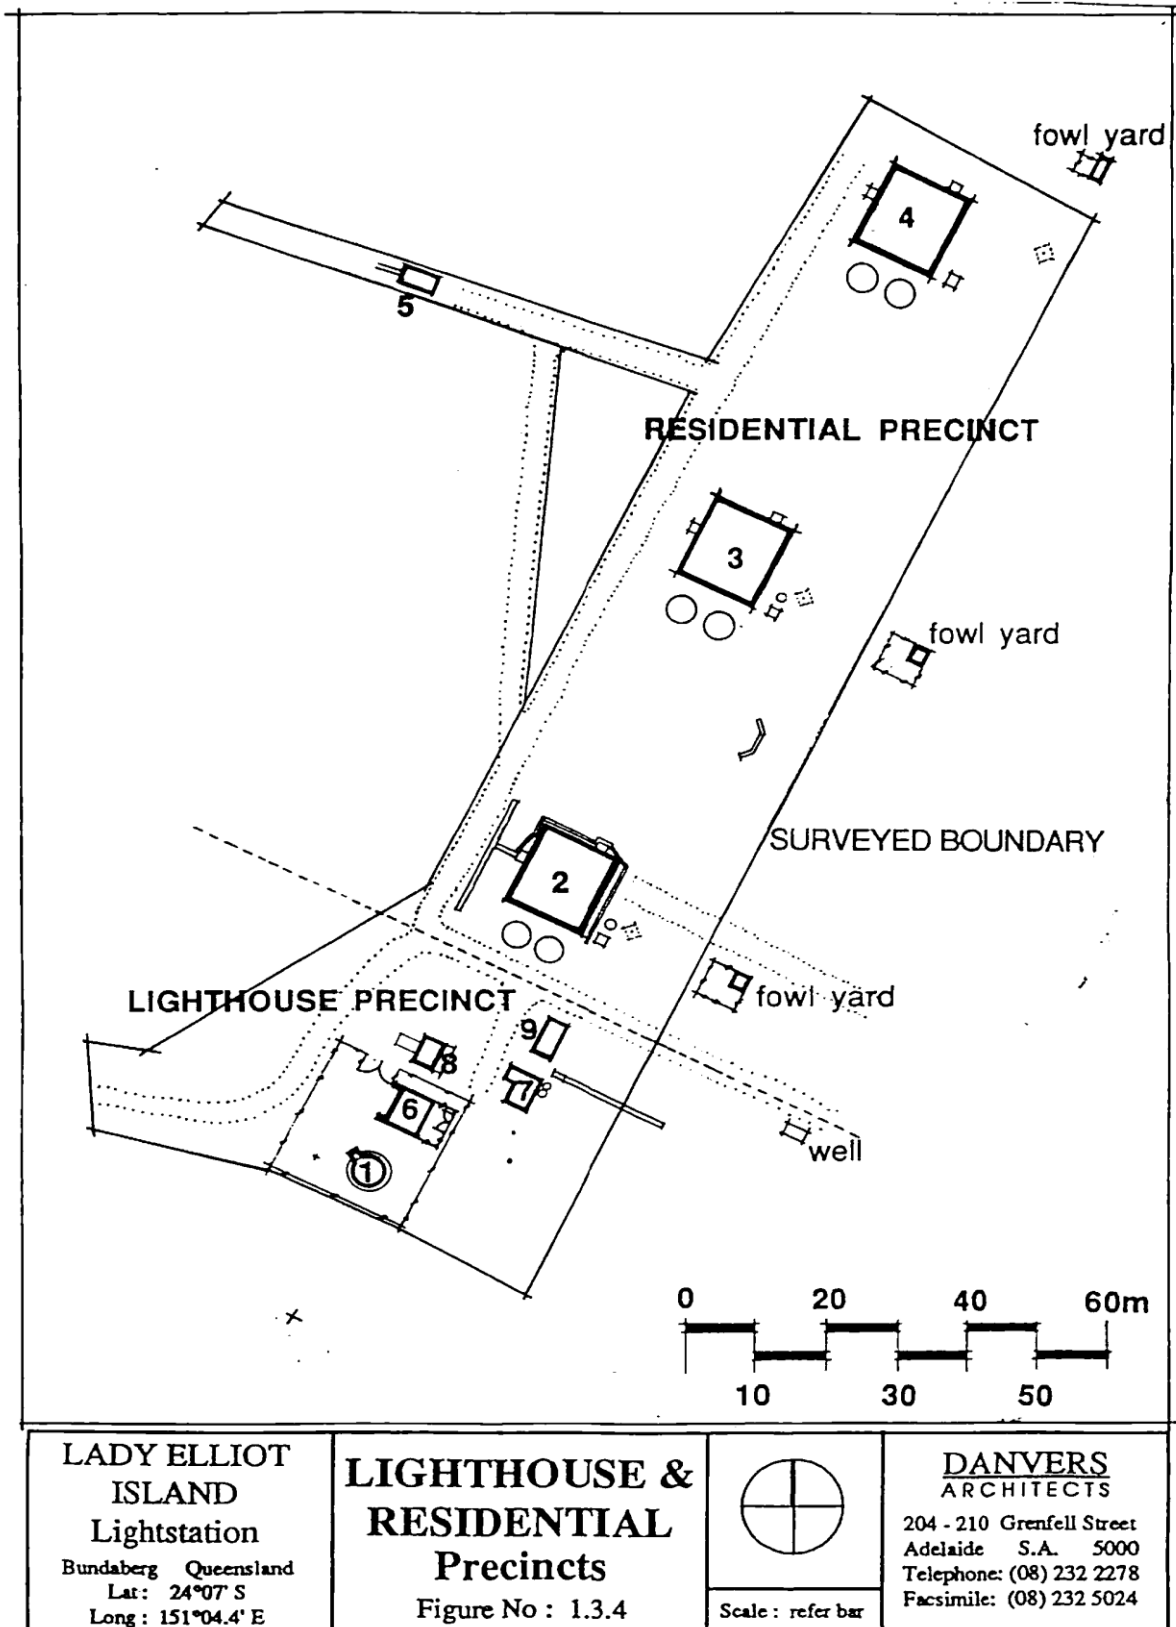 fowl yard
4
5
RESIDENTIAL PRECINCT
3
fowl yard
SURVEYED BOUNDARY
2
LIGHTHOUSE PRECINCT
fowl yard
9
8
7
6
well
1
0 20 40 60m
10 30 50
LADY ELLIOT
ISLAND
Lightstation
Bundaberg Queensland
Lat: 24°07' S
Long: 151°04.4' E
LIGHTHOUSE &
RESIDENTIAL
Precincts
Figure No : 1.3.4
Scale : refer bar
DANVERS
ARCHITECTS
204 - 210 Grenfell Street
Adelaide S.A. 5000
Telephone: (08) 232 2278
Facsimile: (08) 232 5024